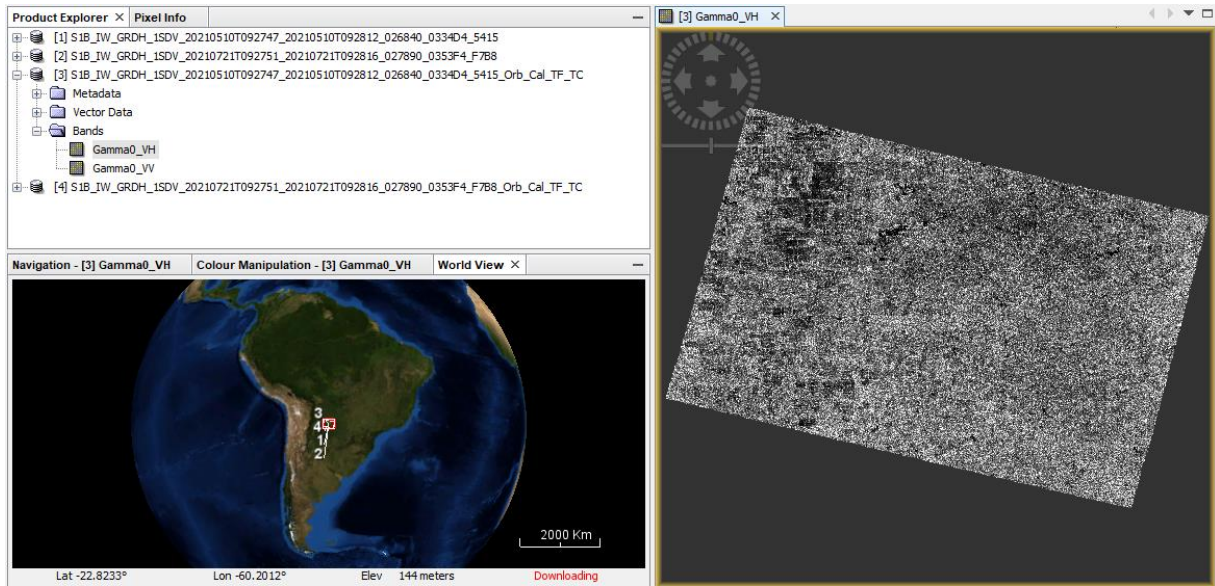 Product Explorer × Pixel Info
[1] S1B_IW_GRDH_1SDV_20210510T092747_20210510T092812_026840_0334D4_5415
[2] S1B_IW_GRDH_1SDV_20210721T092751_20210721T092816_027890_0353F4_F7B8
[3] S1B_IW_GRDH_1SDV_20210510T092747_20210510T092812_026840_0334D4_5415_Orb_Cal_TF_TC
Metadata
Vector Data
Bands
Gamma0_VH
Gamma0_VV
[4] S1B_IW_GRDH_1SDV_20210721T092751_20210721T092816_027890_0353F4_F7B8_Orb_Cal_TF_TC
Navigation - [3] Gamma0_VH Colour Manipulation - [3] Gamma0_VH World View ×
3
4
1
2
2000 Km
Lat -22.8233° Lon -60.2012° Elev 144 meters Downloading
[3] Gamma0_VH ×